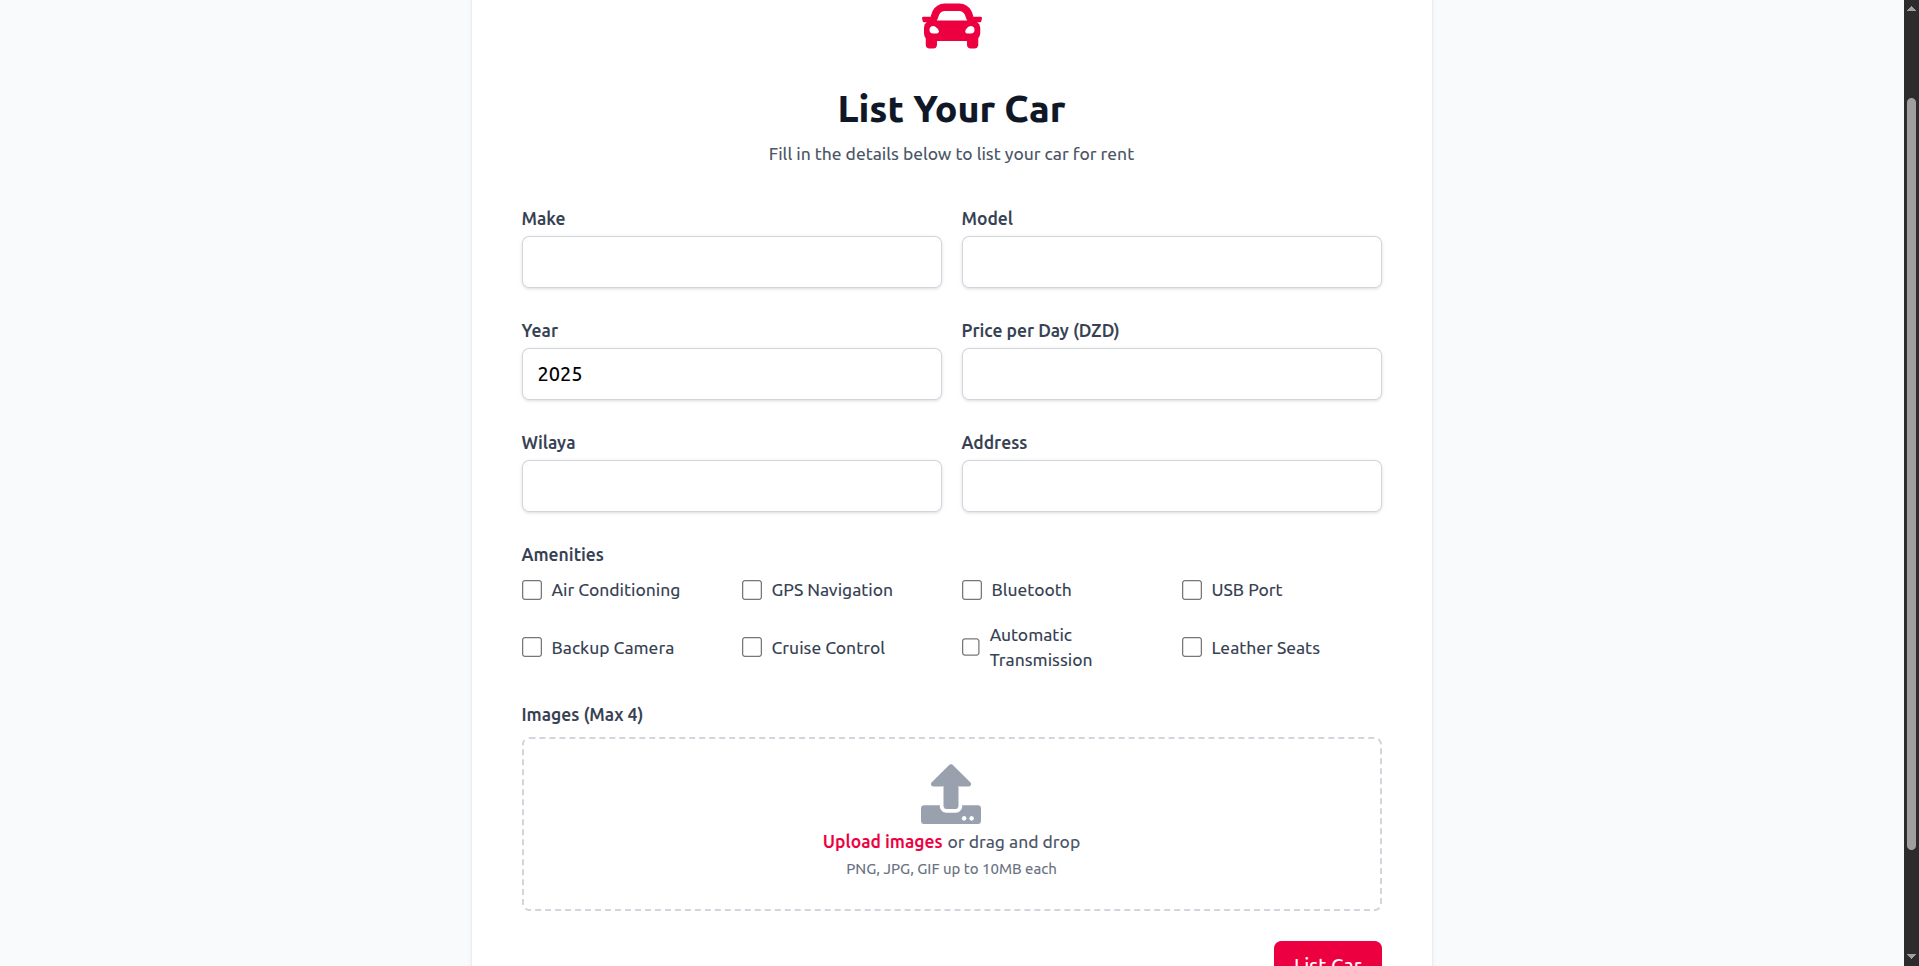 List Your Car
Fill in the details below to list your car for rent
Make
Model
Year
Price per Day (DZD)
2025
Wilaya
Address
Amenities
Air Conditioning
GPS Navigation
Bluetooth
USB Port
Backup Camera
Cruise Control
Automatic
Transmission
Leather Seats
Images (Max 4)
Upload images or drag and drop
PNG, JPG, GIF up to 10MB each
List Car